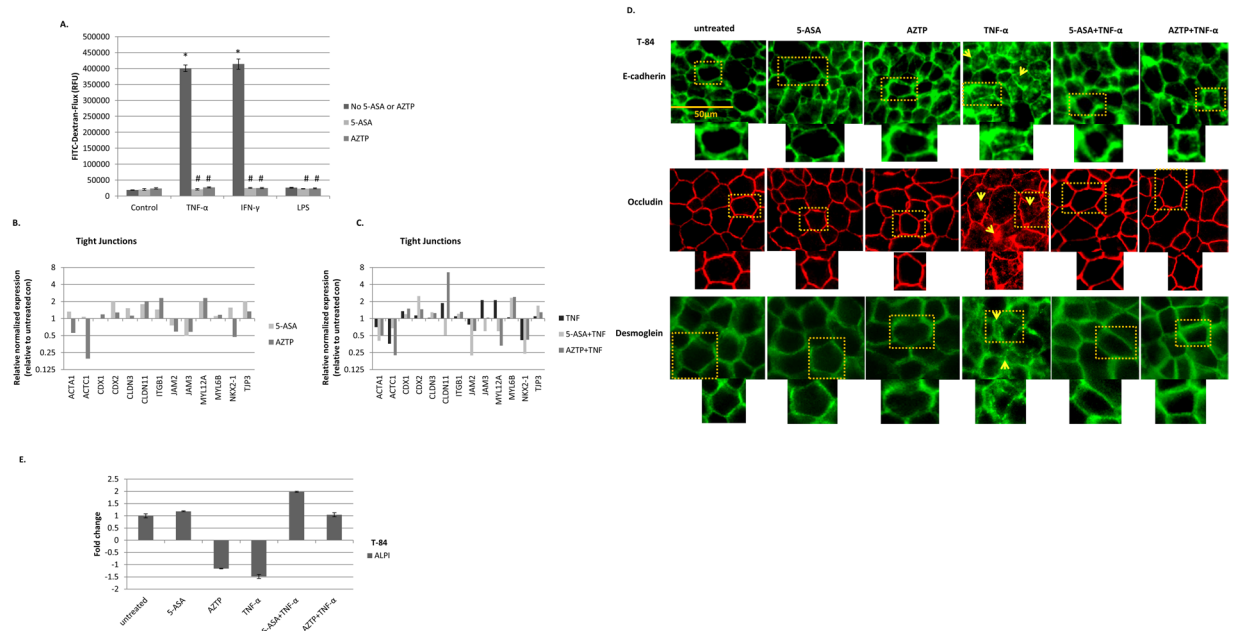 A.
500000
450000
400000
350000
300000
250000
200000
150000
100000
50000
0
FITC-Dextran-Flux (RFU)
* *
# # # # # #
Control TNF-α IFN-γ LPS
No 5-ASA or AZTP
5-ASA
AZTP
B.
Tight Junctions
Relative normalized expression
(relative to untreated con)
8
4
2
1
0.5
0.25
0.125
ACTA1 ACTC1 CDX1 CDX2 CLDN3 CLDN11 ITGB1 JAM2 JAM3 MYL12A MYL6B NKX2-1 TJP3
5-ASA
AZTP
C.
Tight Junctions
Relative normalized expression
(relative to untreated con)
8
4
2
1
0.5
0.25
0.125
ACTA1 ACTC1 CDX1 CDX2 CLDN3 CLDN11 ITGB1 JAM2 JAM3 MYL12A MYL6B NKX2-1 TJP3
TNF
5-ASA+TNF
AZTP+TNF
D.
untreated 5-ASA AZTP TNF-α 5-ASA+TNF-α AZTP+TNF-α
T-84
E-cadherin
50μm
Occludin
Desmoglein
E.
2.5
2
1.5
1
0.5
0
-0.5
-1
-1.5
-2
Fold change
untreated 5-ASA AZTP TNF-α 5-ASA+TNF-α AZTP+TNF-α
T-84
ALPI